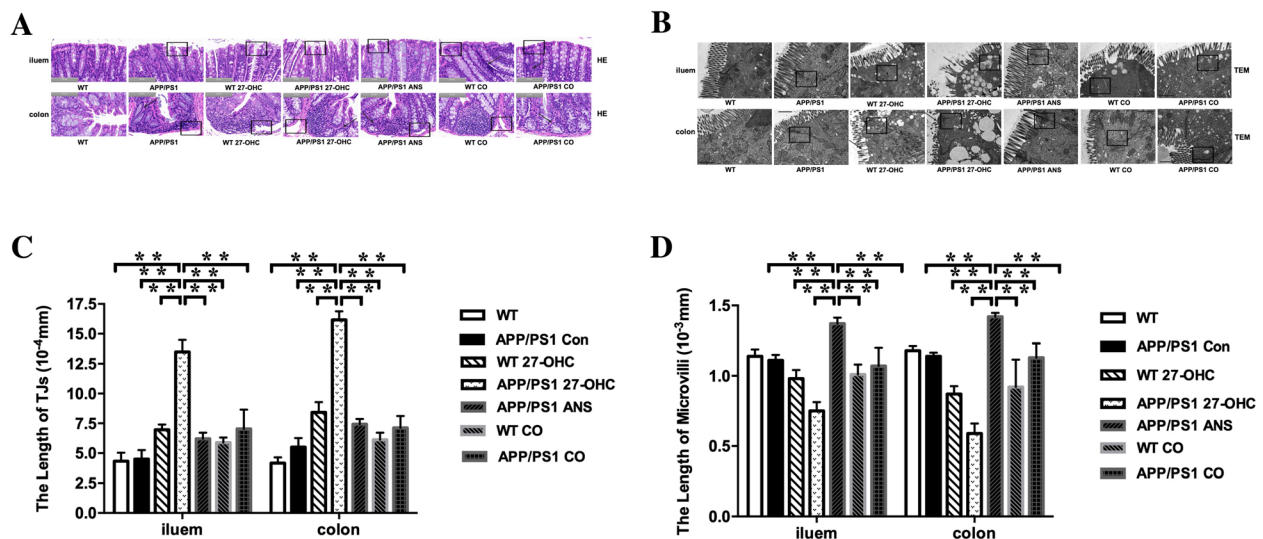 A
iluem
HE
WT APP/PS1 WT 27-OHC APP/PS1 27-OHC APP/PS1 ANS WT CO APP/PS1 CO
colon
HE
WT APP/PS1 WT 27-OHC APP/PS1 27-OHC APP/PS1 ANS WT CO APP/PS1 CO
B
iluem
TEM
WT APP/PS1 WT 27-OHC APP/PS1 27-OHC APP/PS1 ANS WT CO APP/PS1 CO
colon
TEM
WT APP/PS1 WT 27-OHC APP/PS1 27-OHC APP/PS1 ANS WT CO APP/PS1 CO
C
The Length of TJs (10⁻⁴mm)
17.5
15.0
12.5
10.0
7.5
5.0
2.5
0.0
** ** ** **
** ** ** **
** ** ** **
iluem colon
WT
APP/PS1 Con
WT 27-OHC
APP/PS1 27-OHC
APP/PS1 ANS
WT CO
APP/PS1 CO
D
The Length of Microvilli (10⁻³mm)
1.5
1.0
0.5
0.0
** ** ** **
** ** ** **
** ** ** **
iluem colon
WT
APP/PS1 Con
WT 27-OHC
APP/PS1 27-OHC
APP/PS1 ANS
WT CO
APP/PS1 CO